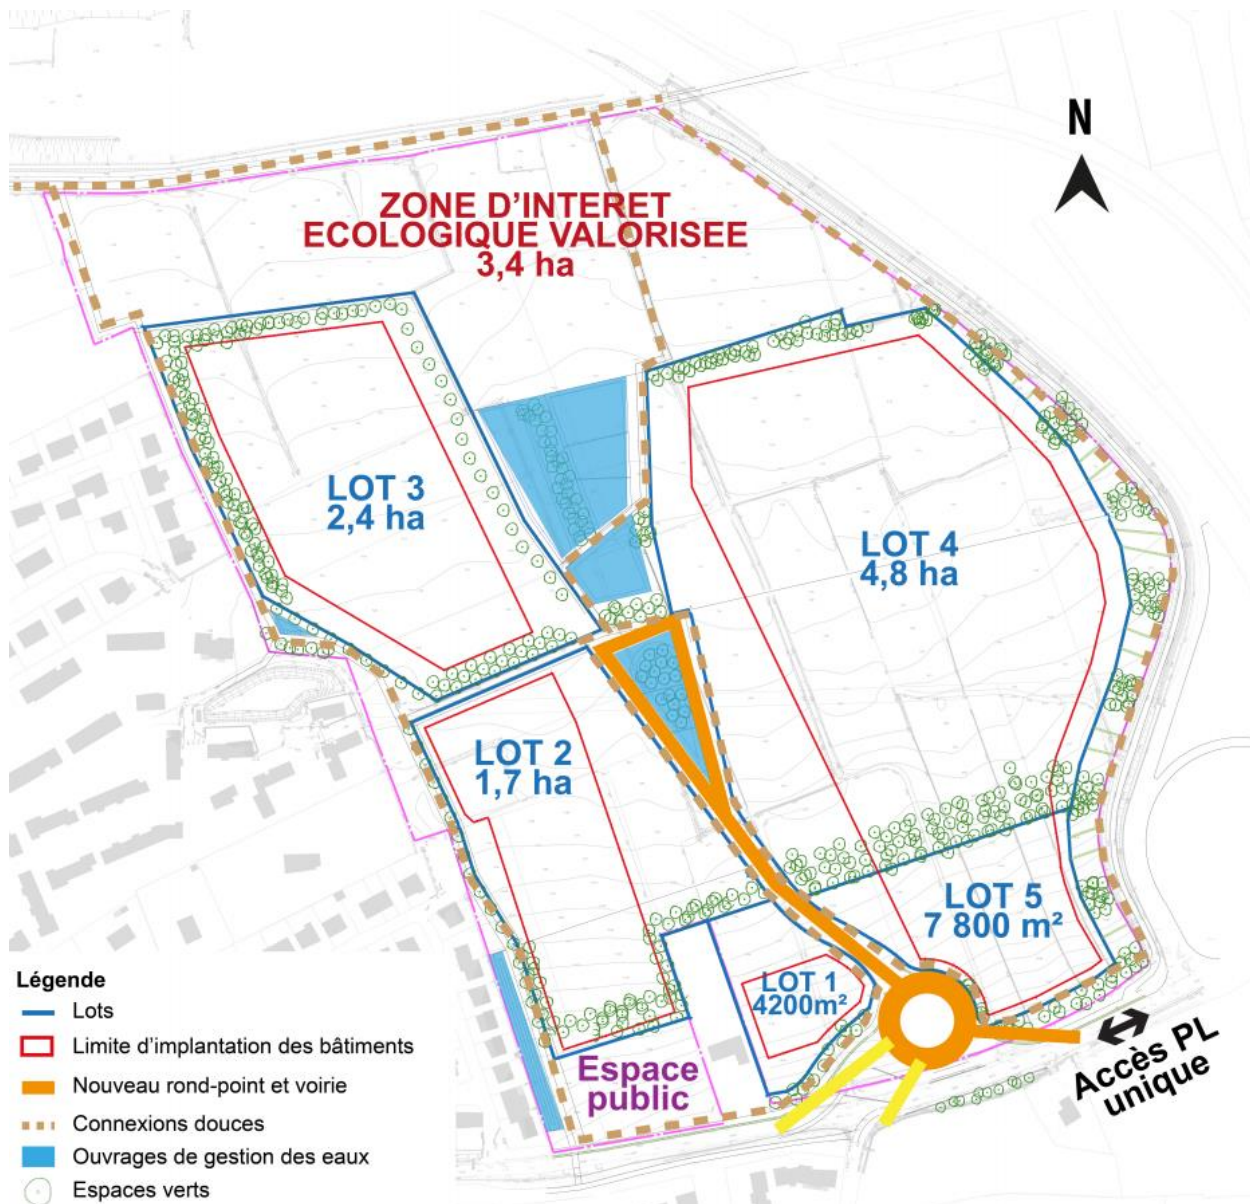 N
ZONE D'INTERET
ECOLOGIQUE VALORISEE
3,4 ha
LOT 3
2,4 ha
LOT 4
4,8 ha
LOT 2
1,7 ha
LOT 5
7 800 m²
LOT 1
4200m²
Espace
public
Accès PL
unique
Légende
Lots
Limite d'implantation des bâtiments
Nouveau rond-point et voirie
Connexions douces
Ouvrages de gestion des eaux
Espaces verts